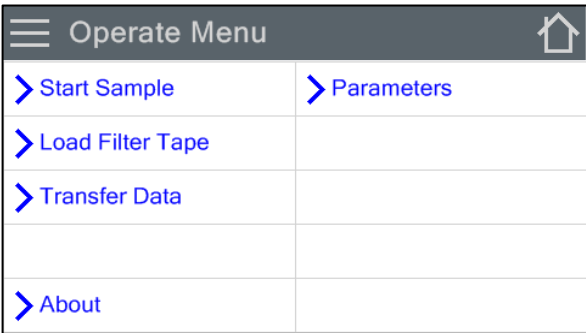 Operate Menu
Start Sample
Parameters
Load Filter Tape
Transfer Data
About